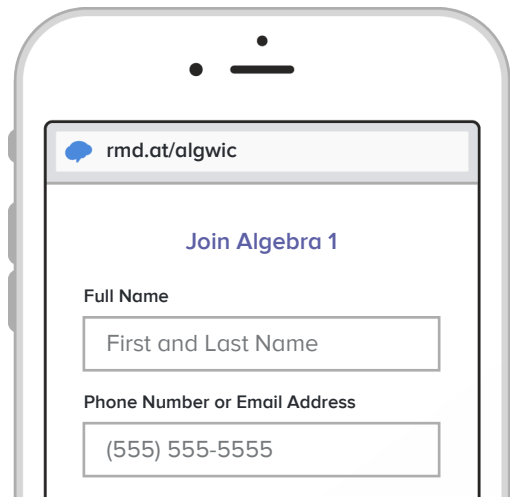 rmd.at/algwic
Join Algebra 1
Full Name
First and Last Name
Phone Number or Email Address
(555) 555-5555